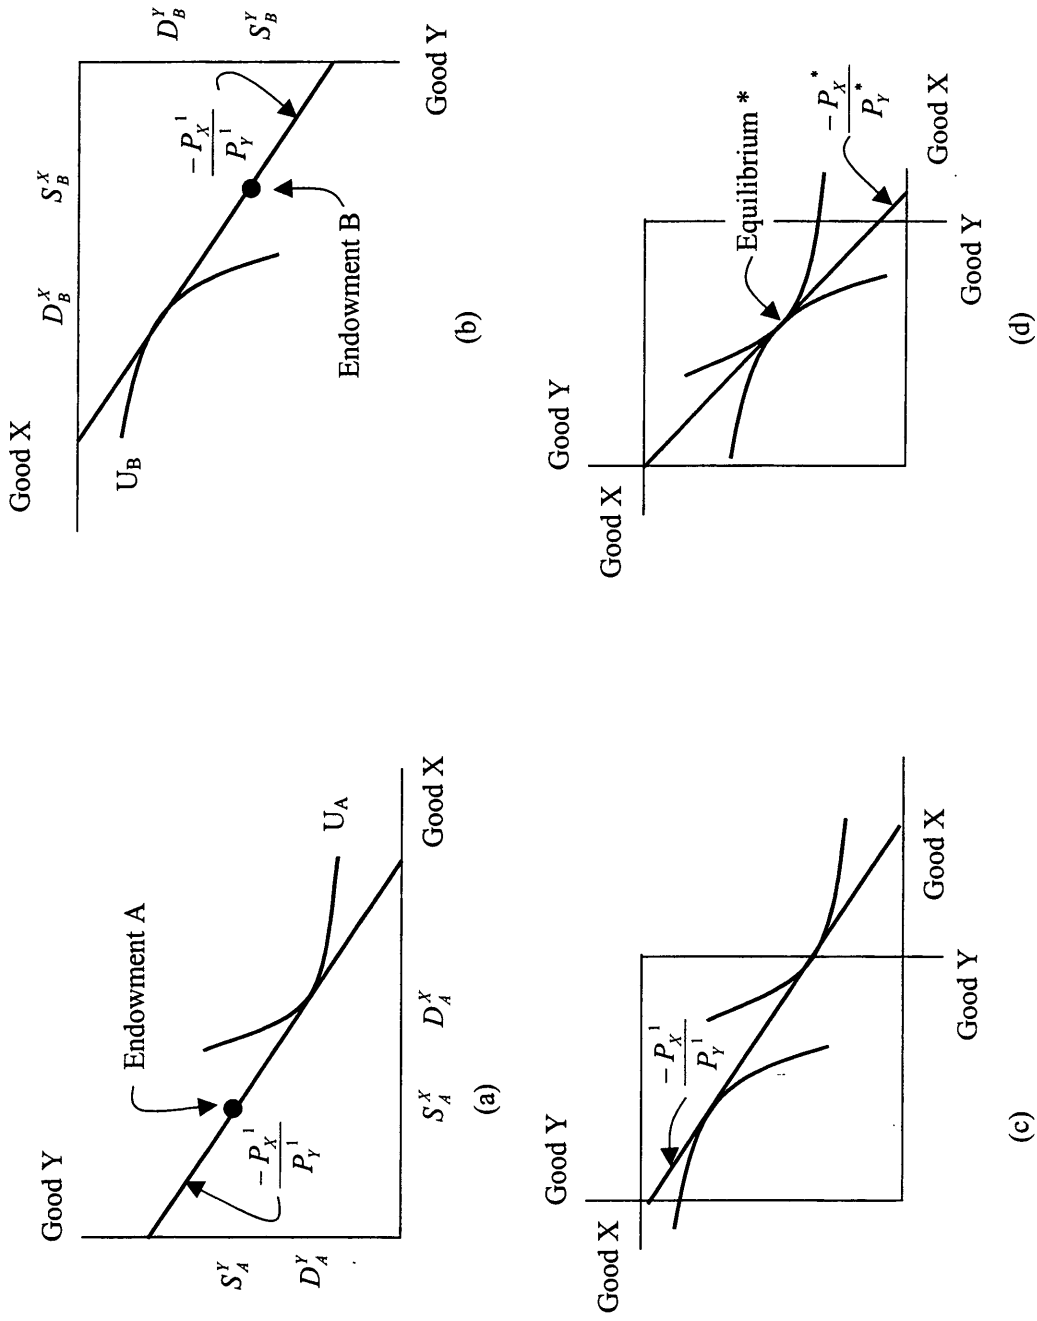 Good Y
Endowment A
S_A^Y
D_A^Y
-P_X^1
P_Y^1
U_A
S_A^X D_A^X Good X
(a)
Good X
D_B^X S_B^X
U_B
-P_X^1
P_Y^1
D_B^Y
S_B^Y
Endowment B
Good Y
(b)
Good Y
Good X
-P_X^1
P_Y^1
Good X
Good Y
(c)
Good Y
Good X
Equilibrium *
-P_X^*
P_Y^*
Good X
Good Y
(d)